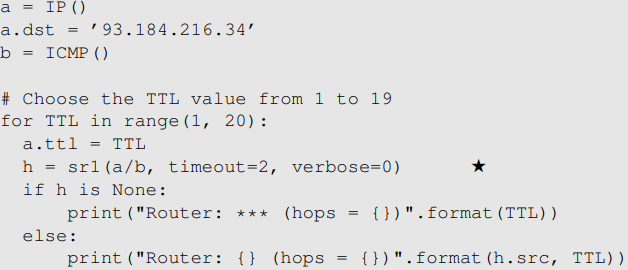 a = IP()
a.dst = ’93.184.216.34’
b = ICMP()
# Choose the TTL value from 1 to 19
for TTL in range(1, 20):
  a.ttl = TTL
  h = sr1(a/b, timeout=2, verbose=0) ★
  if h is None:
      print("Router: *** (hops = {})".format(TTL))
  else:
      print("Router: {} (hops = {})".format(h.src, TTL))